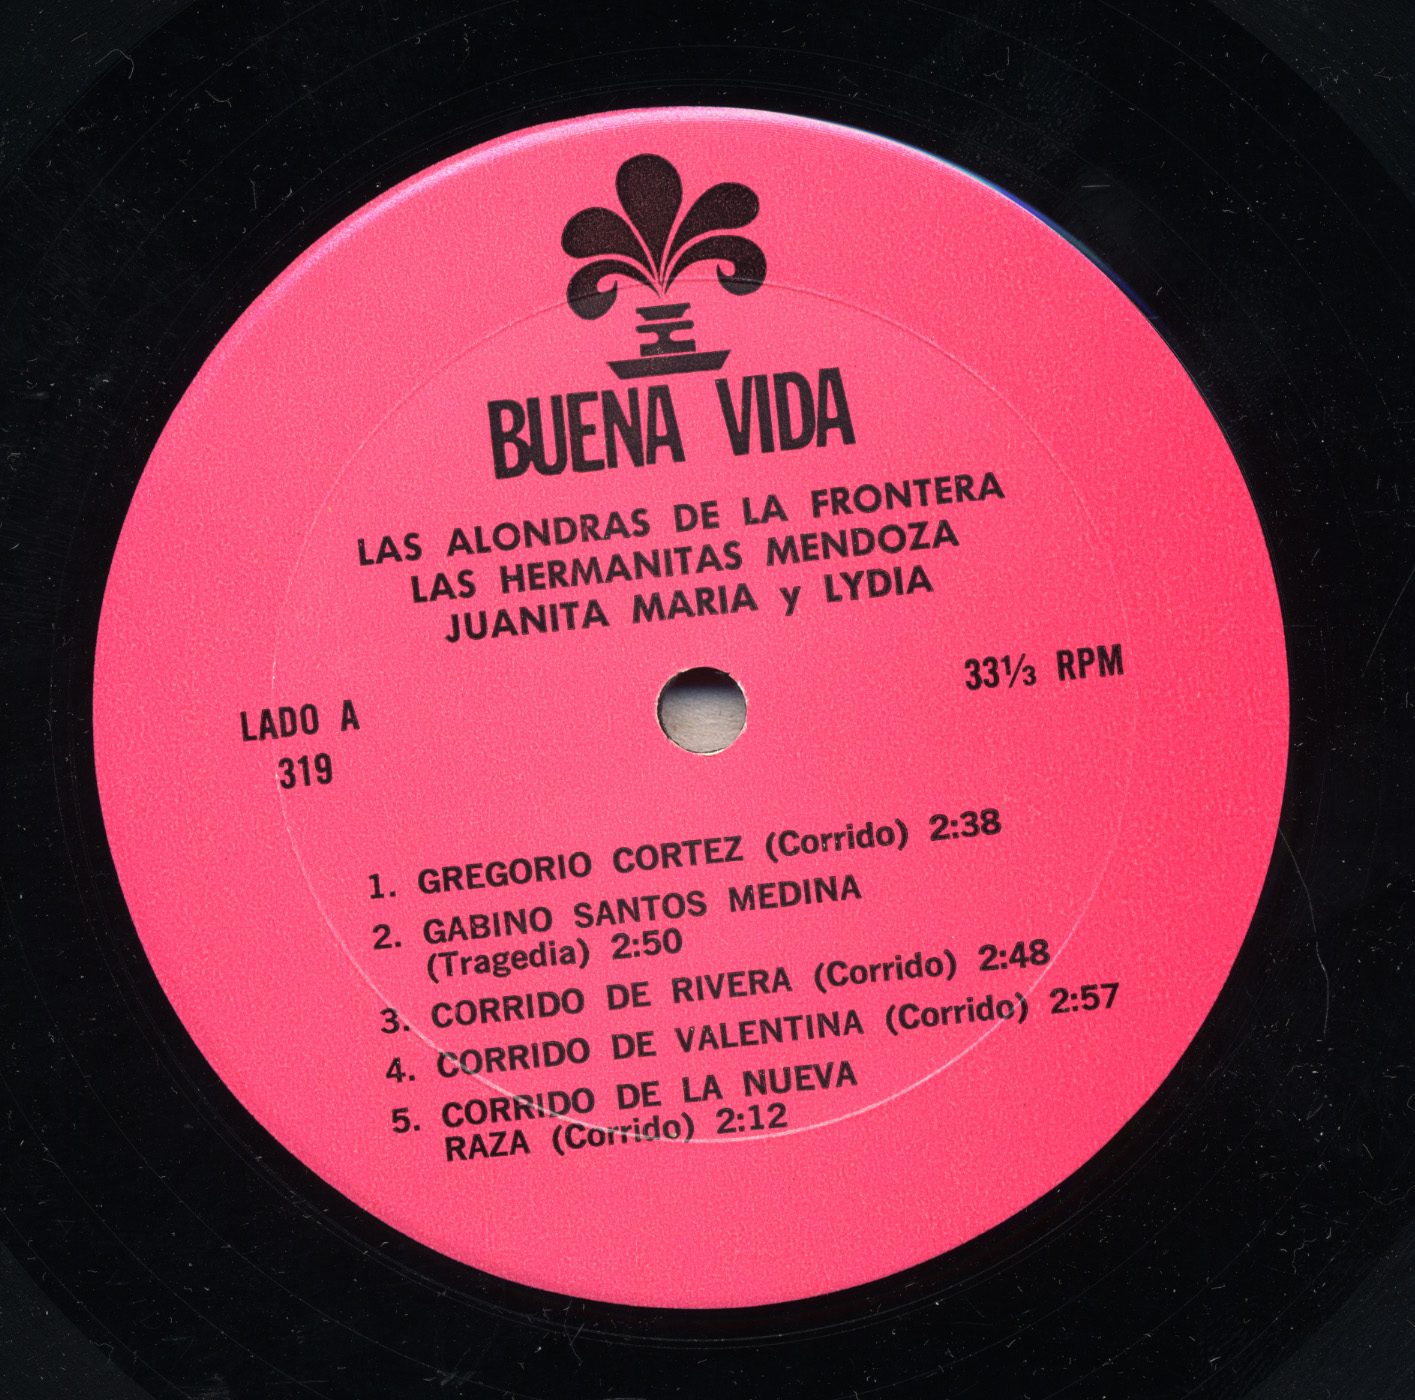 BUENA VIDA
LAS ALONDRAS DE LA FRONTERA
LAS HERMANITAS MENDOZA
JUANITA MARIA y LYDIA
33⅓ RPM
LADO A
319
1. GREGORIO CORTEZ (Corrido) 2:38
2. GABINO SANTOS MEDINA
(Tragedia) 2:50
3. CORRIDO DE RIVERA (Corrido) 2:48
4. CORRIDO DE VALENTINA (Corrido) 2:57
5. CORRIDO DE LA NUEVA
RAZA (Corrido) 2:12